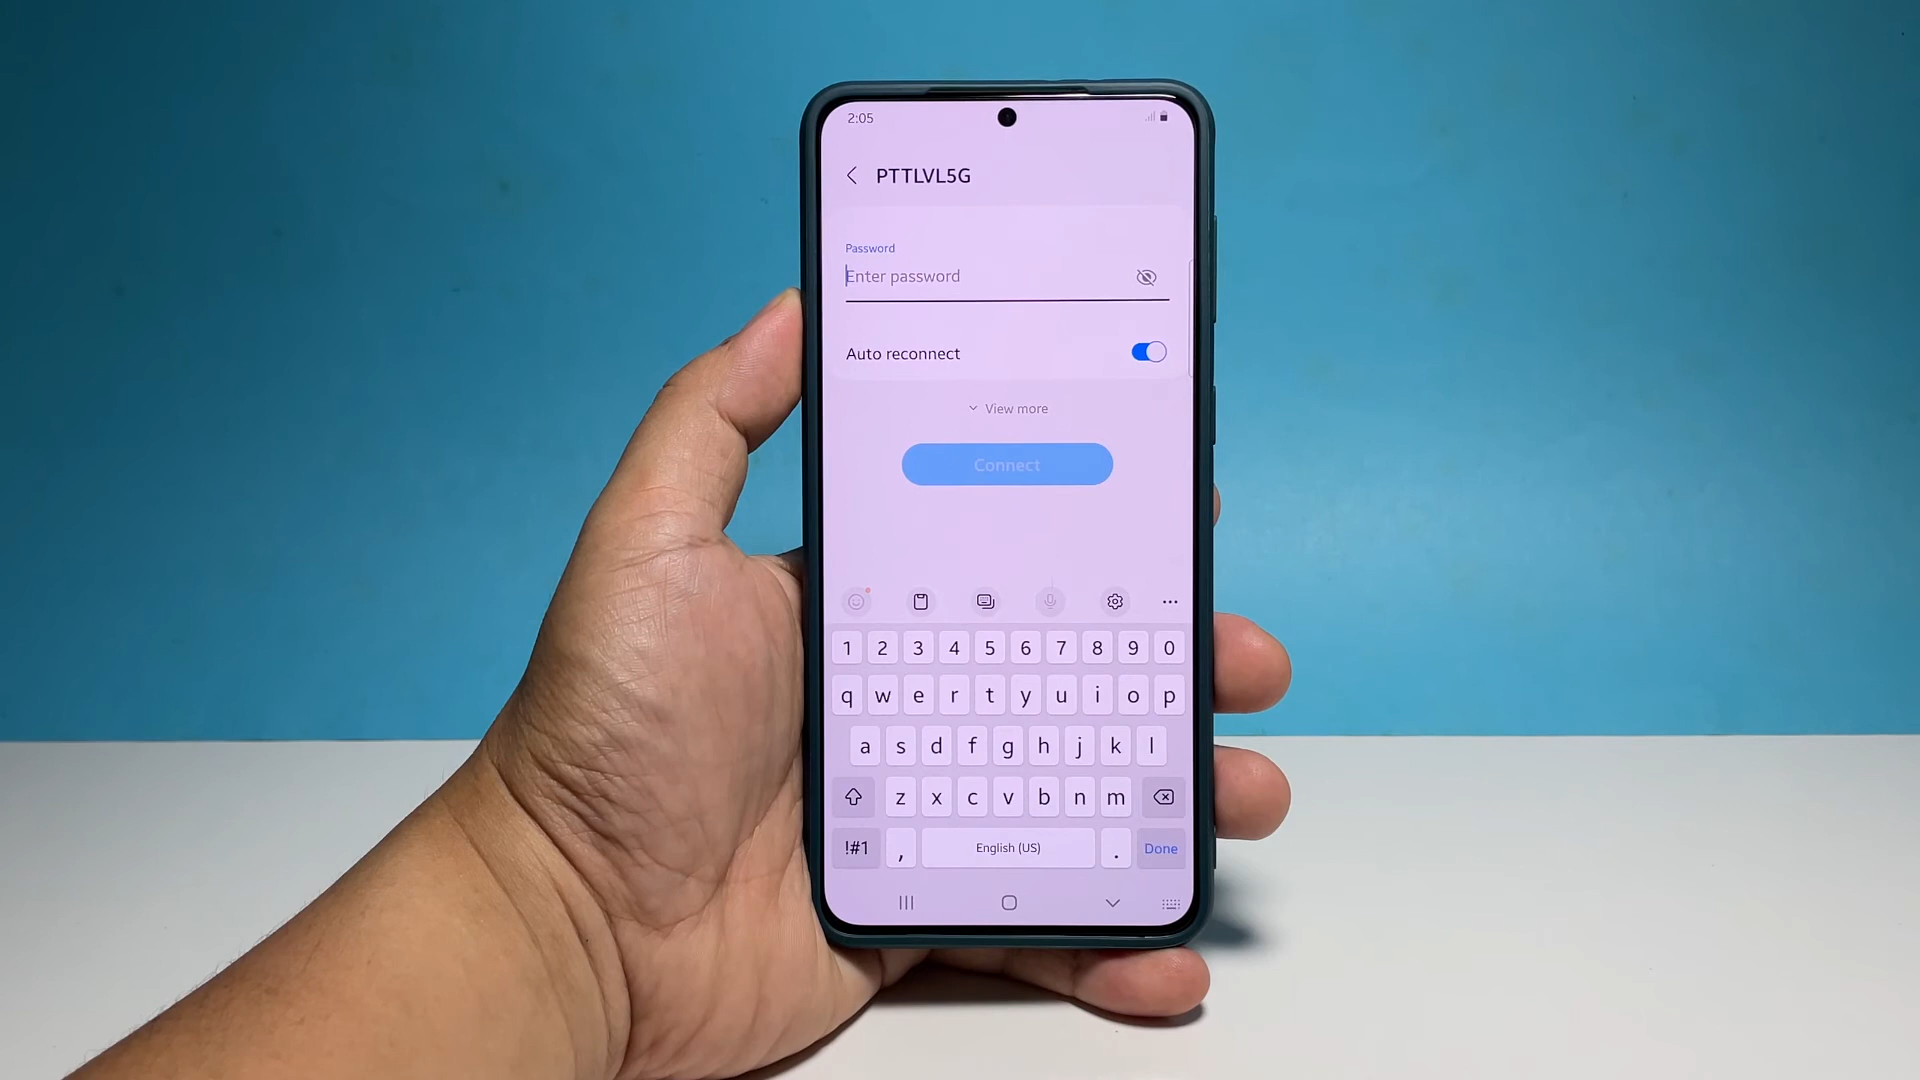 2:05
PTTLVL5G
Password
Enter password
Auto reconnect
View more
Connect
1 2 3 4 5 6 7 8 9 0
q w e r t y u i o p
a s d f g h j k l
z x c v b n m
!#1 , English (US) . Done